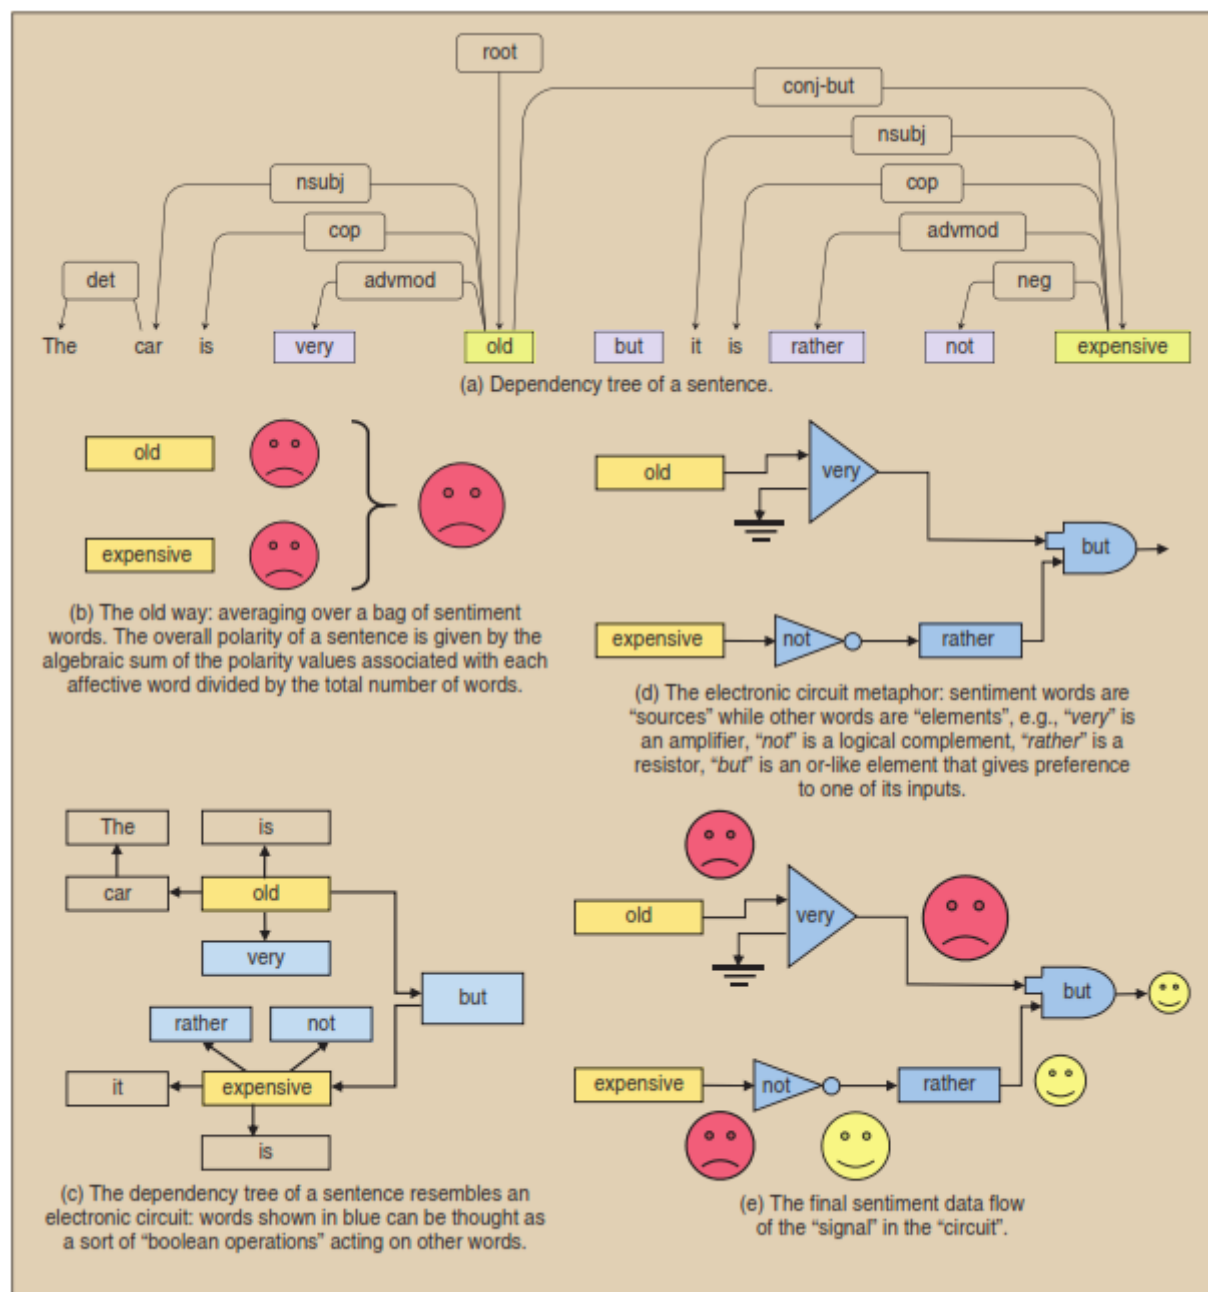 root
conj-but
nsubj
nsubj
cop
cop
advmod
det
advmod
neg
The car is very old but it is rather not expensive
(a) Dependency tree of a sentence.
old
expensive
(b) The old way: averaging over a bag of sentiment
words. The overall polarity of a sentence is given by the
algebraic sum of the polarity values associated with each
affective word divided by the total number of words.
old
very
but
expensive
not
rather
(d) The electronic circuit metaphor: sentiment words are
“sources” while other words are “elements”, e.g., “very” is
an amplifier, “not” is a logical complement, “rather” is a
resistor, “but” is an or-like element that gives preference
to one of its inputs.
The
is
car
old
very
but
rather
not
it
expensive
is
(c) The dependency tree of a sentence resembles an
electronic circuit: words shown in blue can be thought as
a sort of “boolean operations” acting on other words.
old
very
but
expensive
not
rather
(e) The final sentiment data flow
of the “signal” in the “circuit”.